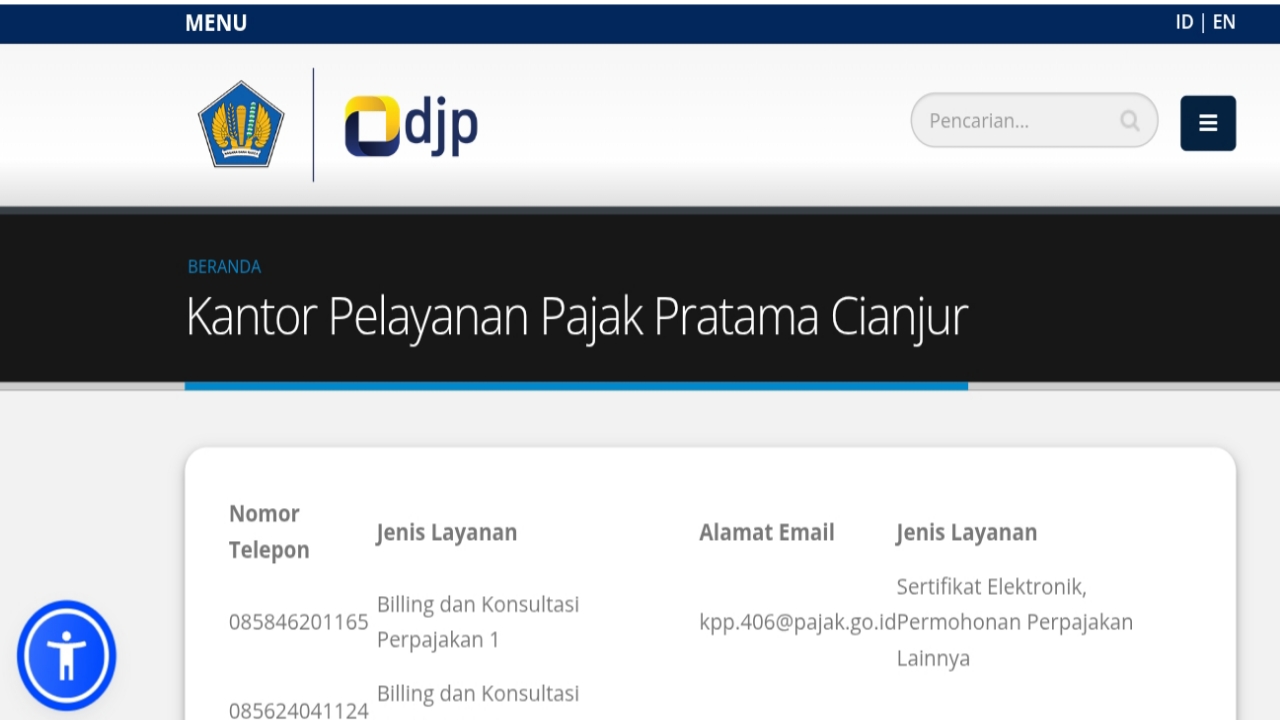 MENU
ID | EN
djp
Pencarian...
BERANDA
Kantor Pelayanan Pajak Pratama Cianjur
Nomor Telepon
Jenis Layanan
Alamat Email
Jenis Layanan
085846201165
Billing dan Konsultasi
Perpajakan 1
kpp.406@pajak.go.id
Sertifikat Elektronik,
Permohonan Perpajakan
Lainnya
085624041124
Billing dan Konsultasi